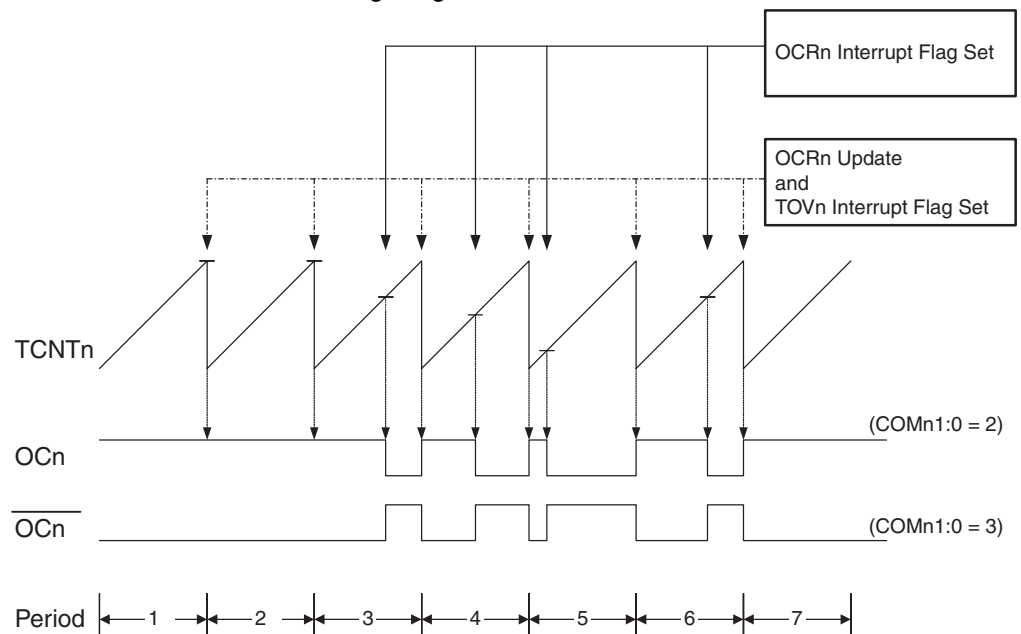 OCRn Interrupt Flag Set
OCRn Update
and
TOVn Interrupt Flag Set
TCNTn
(COMn1:0 = 2)
OCn
OCn
(COMn1:0 = 3)
Period 1 2 3 4 5 6 7